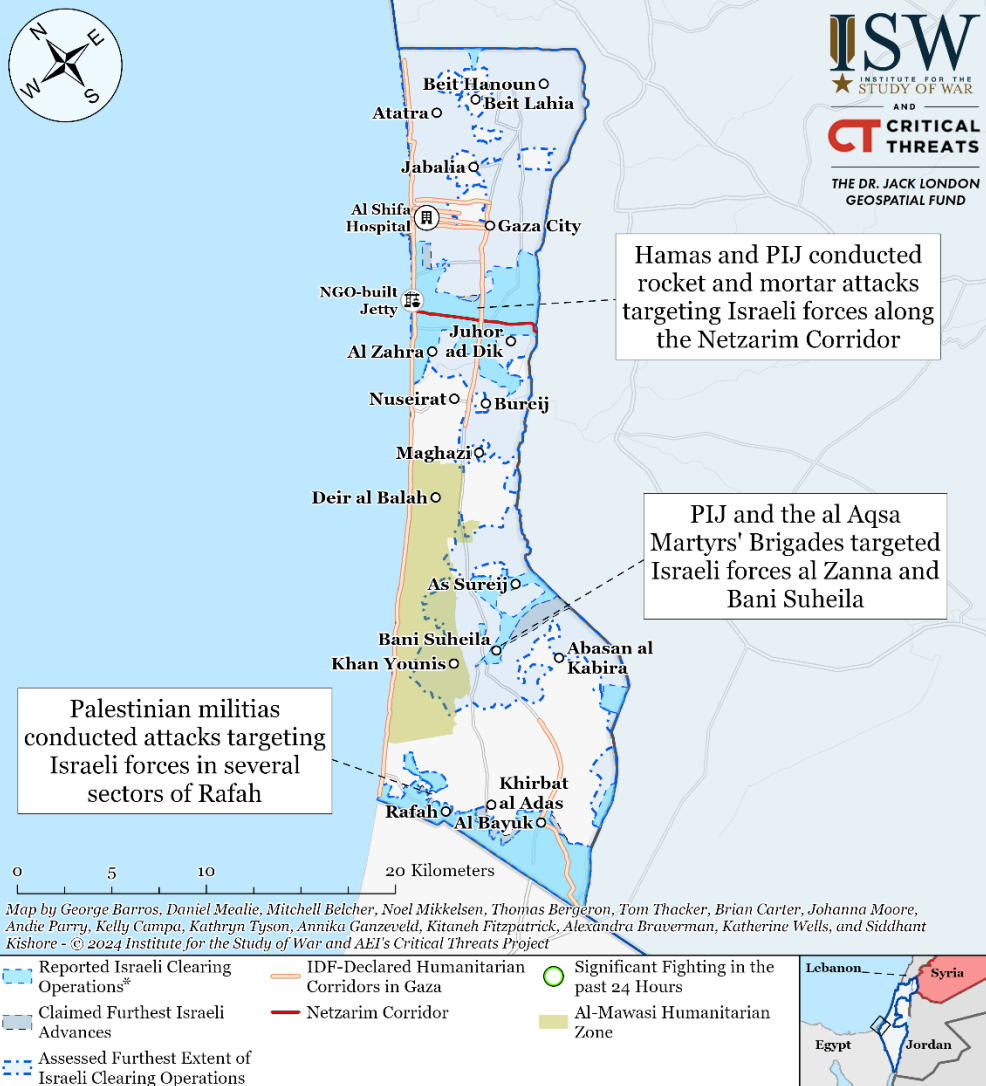 N
E
W
S
ISW
INSTITUTE FOR THE
STUDY OF WAR
AND
CT CRITICAL
THREATS
THE DR. JACK LONDON
GEOSPATIAL FUND
Beit Hanoun
Beit Lahia
Atatra
Jabalia
Al Shifa
Hospital
Gaza City
Hamas and PIJ conducted
rocket and mortar attacks
targeting Israeli forces along
the Netzarim Corridor
NGO-built
Jetty
Juhor
ad Dik
Al Zahra
Nuseirat
Bureij
Maghazi
Deir al Balah
PIJ and the al Aqsa
Martyrs' Brigades targeted
Israeli forces al Zanna and
Bani Suheila
As Sureij
Bani Suheila
Abasan al
Kabira
Khan Younis
Palestinian militias
conducted attacks targeting
Israeli forces in several
sectors of Rafah
Khirbat
al Adas
Rafah
Al Bayuk
0 5 10 20 Kilometers
Map by George Barros, Daniel Mealie, Mitchell Belcher, Noel Mikkelsen, Thomas Bergeron, Tom Thacker, Brian Carter, Johanna Moore,
Andie Parry, Kelly Campa, Kathryn Tyson, Annika Ganzeveld, Kitaneh Fitzpatrick, Alexandra Braverman, Katherine Wells, and Siddhant
Kishore - © 2024 Institute for the Study of War and AEI's Critical Threats Project
Reported Israeli Clearing
Operations*
Claimed Furthest Israeli
Advances
Assessed Furthest Extent of
Israeli Clearing Operations
IDF-Declared Humanitarian
Corridors in Gaza
Netzarim Corridor
Significant Fighting in the
past 24 Hours
Al-Mawasi Humanitarian
Zone
Lebanon
Syria
Egypt
Jordan